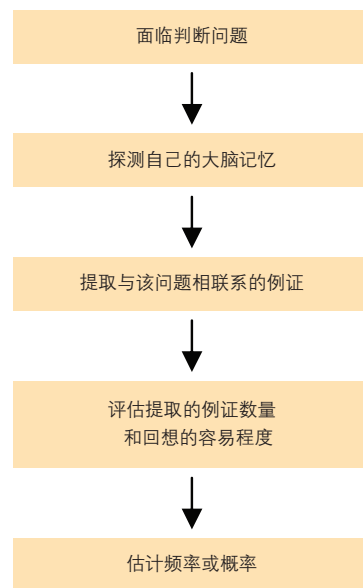 面临判断问题
探测自己的大脑记忆
提取与该问题相联系的例证
评估提取的例证数量
和回想的容易程度
估计频率或概率